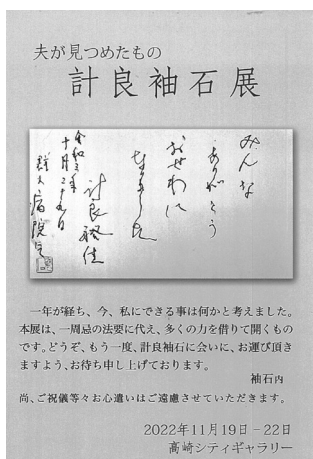 夫が見つめたもの
計良袖石展
みんな
ありがとう
おせわに
なりました
計良
令和三年
十月二十九日
群大病院
一年が経ち、今、私にできる事は何かと考えました。
本展は、一周忌の法要に代え、多くの力を借りて開くもの
です。どうぞ、もう一度、計良袖石に会いに、お運び頂き
ますよう、お待ち申し上げております。
袖石内
尚、ご祝儀等々お心遣いはご遠慮させていただきます。
2022年11月19日−22日
高崎シティギャラリー